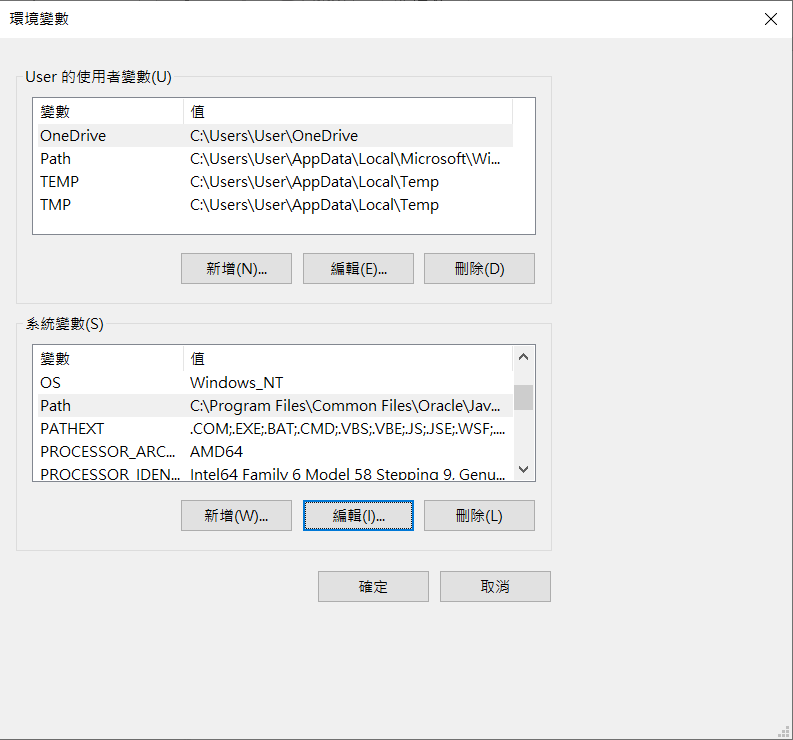 環境變數
User 的使用者變數(U)
變數 值
OneDrive C:\Users\User\OneDrive
Path C:\Users\User\AppData\Local\Microsoft\Wi...
TEMP C:\Users\User\AppData\Local\Temp
TMP C:\Users\User\AppData\Local\Temp
新增(N)... 編輯(E)... 刪除(D)
系統變數(S)
變數 值
OS Windows_NT
Path C:\Program Files\Common Files\Oracle\Jav...
PATHEXT .COM;.EXE;.BAT;.CMD;.VBS;.VBE;.JS;.JSE;.WSF;....
PROCESSOR_ARC... AMD64
PROCESSOR_IDEN... Intel64 Family 6 Model 58 Stepping 9, Genu...
新增(W)... 編輯(I)... 刪除(L)
確定 取消